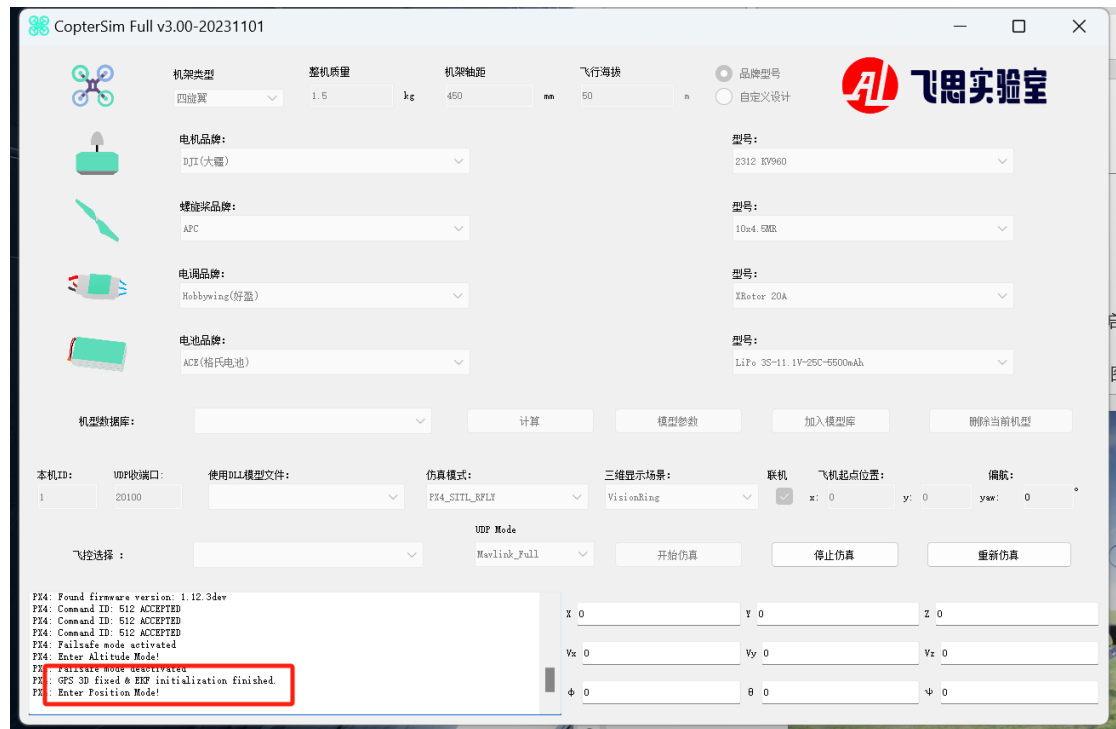 CopterSim Full v3.00-20231101
机架类型 整机质量 机架轴距 飞行海拔 品牌型号
四旋翼 1.5 kg 450 mm 50 m 自定义设计
飞思实验室
电机品牌: 型号:
DJI(大疆) 2312 KV960
螺旋桨品牌: 型号:
APC 10x4.5MR
电调品牌: 型号:
Hobbywing(好盈) XRotor 20A
电池品牌: 型号:
ACE(格氏电池) LiPo 3S-11.1V-25C-5500mAh
机型数据库: 计算 模型参数 加入模型库 删除当前机型
本机ID: UDP收端口: 使用DLL模型文件: 仿真模式: 三维显示场景: 联机 飞机起点位置: 偏航:
1 20100 PX4_SITL_RFLY VisionRing x: 0 y: 0 yaw: 0 °
UDP Mode
飞控选择 : Mavlink_Full 开始仿真 停止仿真 重新仿真
PX4: Found firmware version: 1.12.3dev
PX4: Command ID: 512 ACCEPTED
PX4: Command ID: 512 ACCEPTED
PX4: Command ID: 512 ACCEPTED
PX4: Failsafe mode activated
PX4: Enter Altitude Mode!
PX4: Failsafe mode deactivated
PX4: GPS 3D fixed & EKF initialization finished.
PX4: Enter Position Mode!
X 0 Y 0 Z 0
Vx 0 Vy 0 Vz 0
ϕ 0 θ 0 Ψ 0